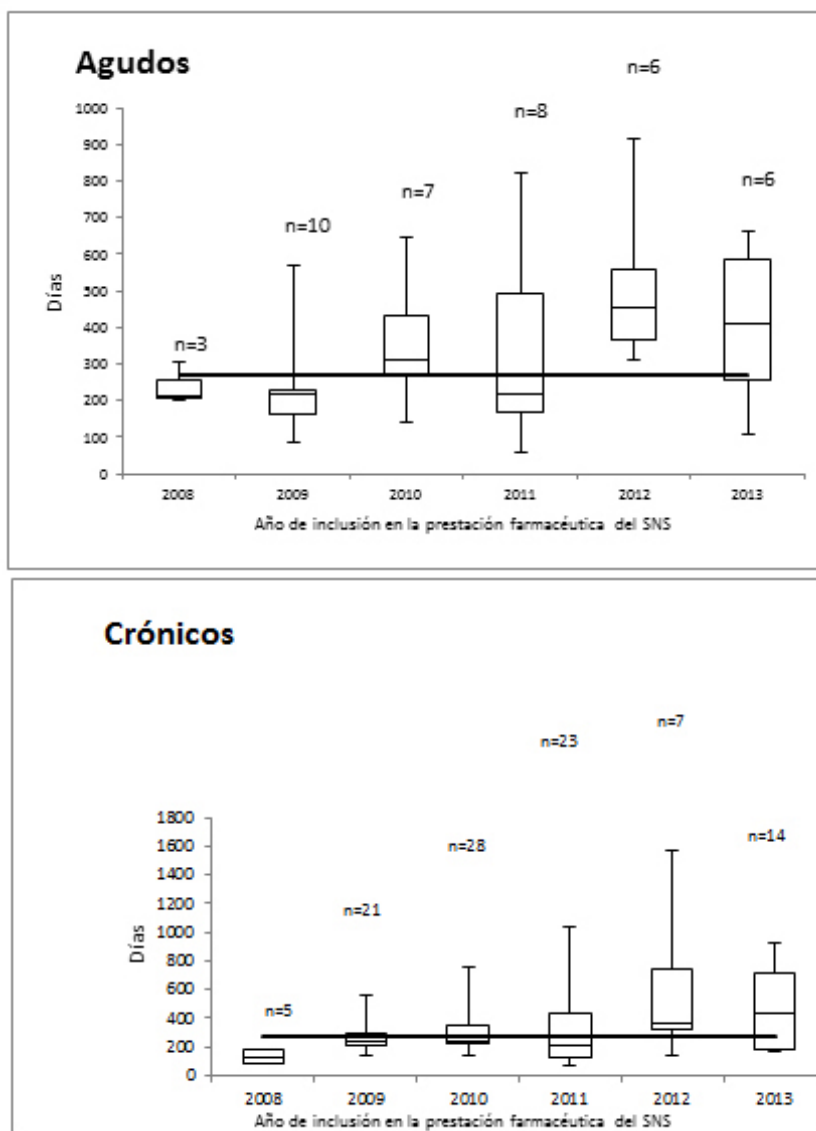 Agudos
n=6
n=8
n=7
n=6
n=10
n=3
1000
900
800
700
600
500
400
300
200
100
0
Días
2008 2009 2010 2011 2012 2013
Año de inclusión en la prestación farmacéutica del SNS
Crónicos
n=7
n=23
n=14
n=28
n=21
n=5
1800
1600
1400
1200
1000
800
600
400
200
0
Días
2008 2009 2010 2011 2012 2013
Año de inclusión en la prestación farmacéutica del SNS